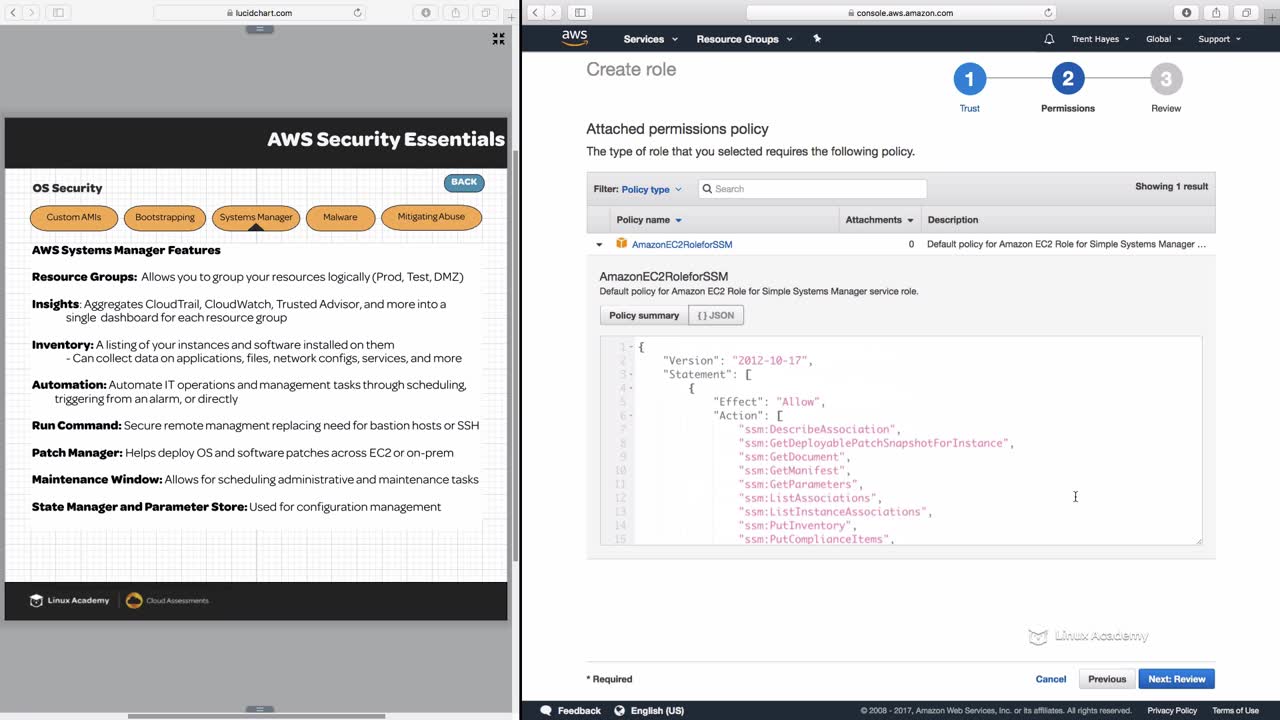 lucidchart.com
AWS Security Essentials
OS Security
BACK
Custom AMIs
Bootstrapping
Systems Manager
Malware
Mitigating Abuse
AWS Systems Manager Features
Resource Groups: Allows you to group your resources logically (Prod, Test, DMZ)
Insights: Aggregates CloudTrail, CloudWatch, Trusted Advisor, and more into a
single dashboard for each resource group
Inventory: A listing of your instances and software installed on them
- Can collect data on applications, files, network configs, services, and more
Automation: Automate IT operations and management tasks through scheduling,
triggering from an alarm, or directly
Run Command: Secure remote managment replacing need for bastion hosts or SSH
Patch Manager: Helps deploy OS and software patches across EC2 or on-prem
Maintenance Window: Allows for scheduling administrative and maintenance tasks
State Manager and Parameter Store: Used for configuration management
Linux Academy
Cloud Assessments
console.aws.amazon.com
aws Services Resource Groups Trent Hayes Global Support
Create role
1 2 3
Trust Permissions Review
Attached permissions policy
The type of role that you selected requires the following policy.
Filter: Policy type Search Showing 1 result
Policy name Attachments Description
AmazonEC2RoleforSSM 0 Default policy for Amazon EC2 Role for Simple Systems Manager ...
AmazonEC2RoleforSSM
Default policy for Amazon EC2 Role for Simple Systems Manager service role.
Policy summary { } JSON
1 {
2 "Version": "2012-10-17",
3 "Statement": [
4 {
5 "Effect": "Allow",
6 "Action": [
7 "ssm:DescribeAssociation",
8 "ssm:GetDeployablePatchSnapshotForInstance",
9 "ssm:GetDocument",
10 "ssm:GetManifest",
11 "ssm:GetParameters",
12 "ssm:ListAssociations",
13 "ssm:ListInstanceAssociations",
14 "ssm:PutInventory",
15 "ssm:PutComplianceItems",
Linux Academy
* Required Cancel Previous Next: Review
Feedback English (US) © 2008 - 2017, Amazon Web Services, Inc. or its affiliates. All rights reserved. Privacy Policy Terms of Use